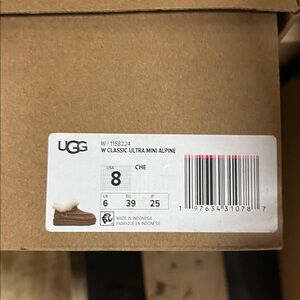 UGG
W / 1158224
W CLASSIC ULTRA MINI ALPINE
USA
8
CHE
UK
6
EU
39
JP
25
MADE IN INDONESIA
FABRIQUÉ EN INDONÉSIE
1 97634 31078 7